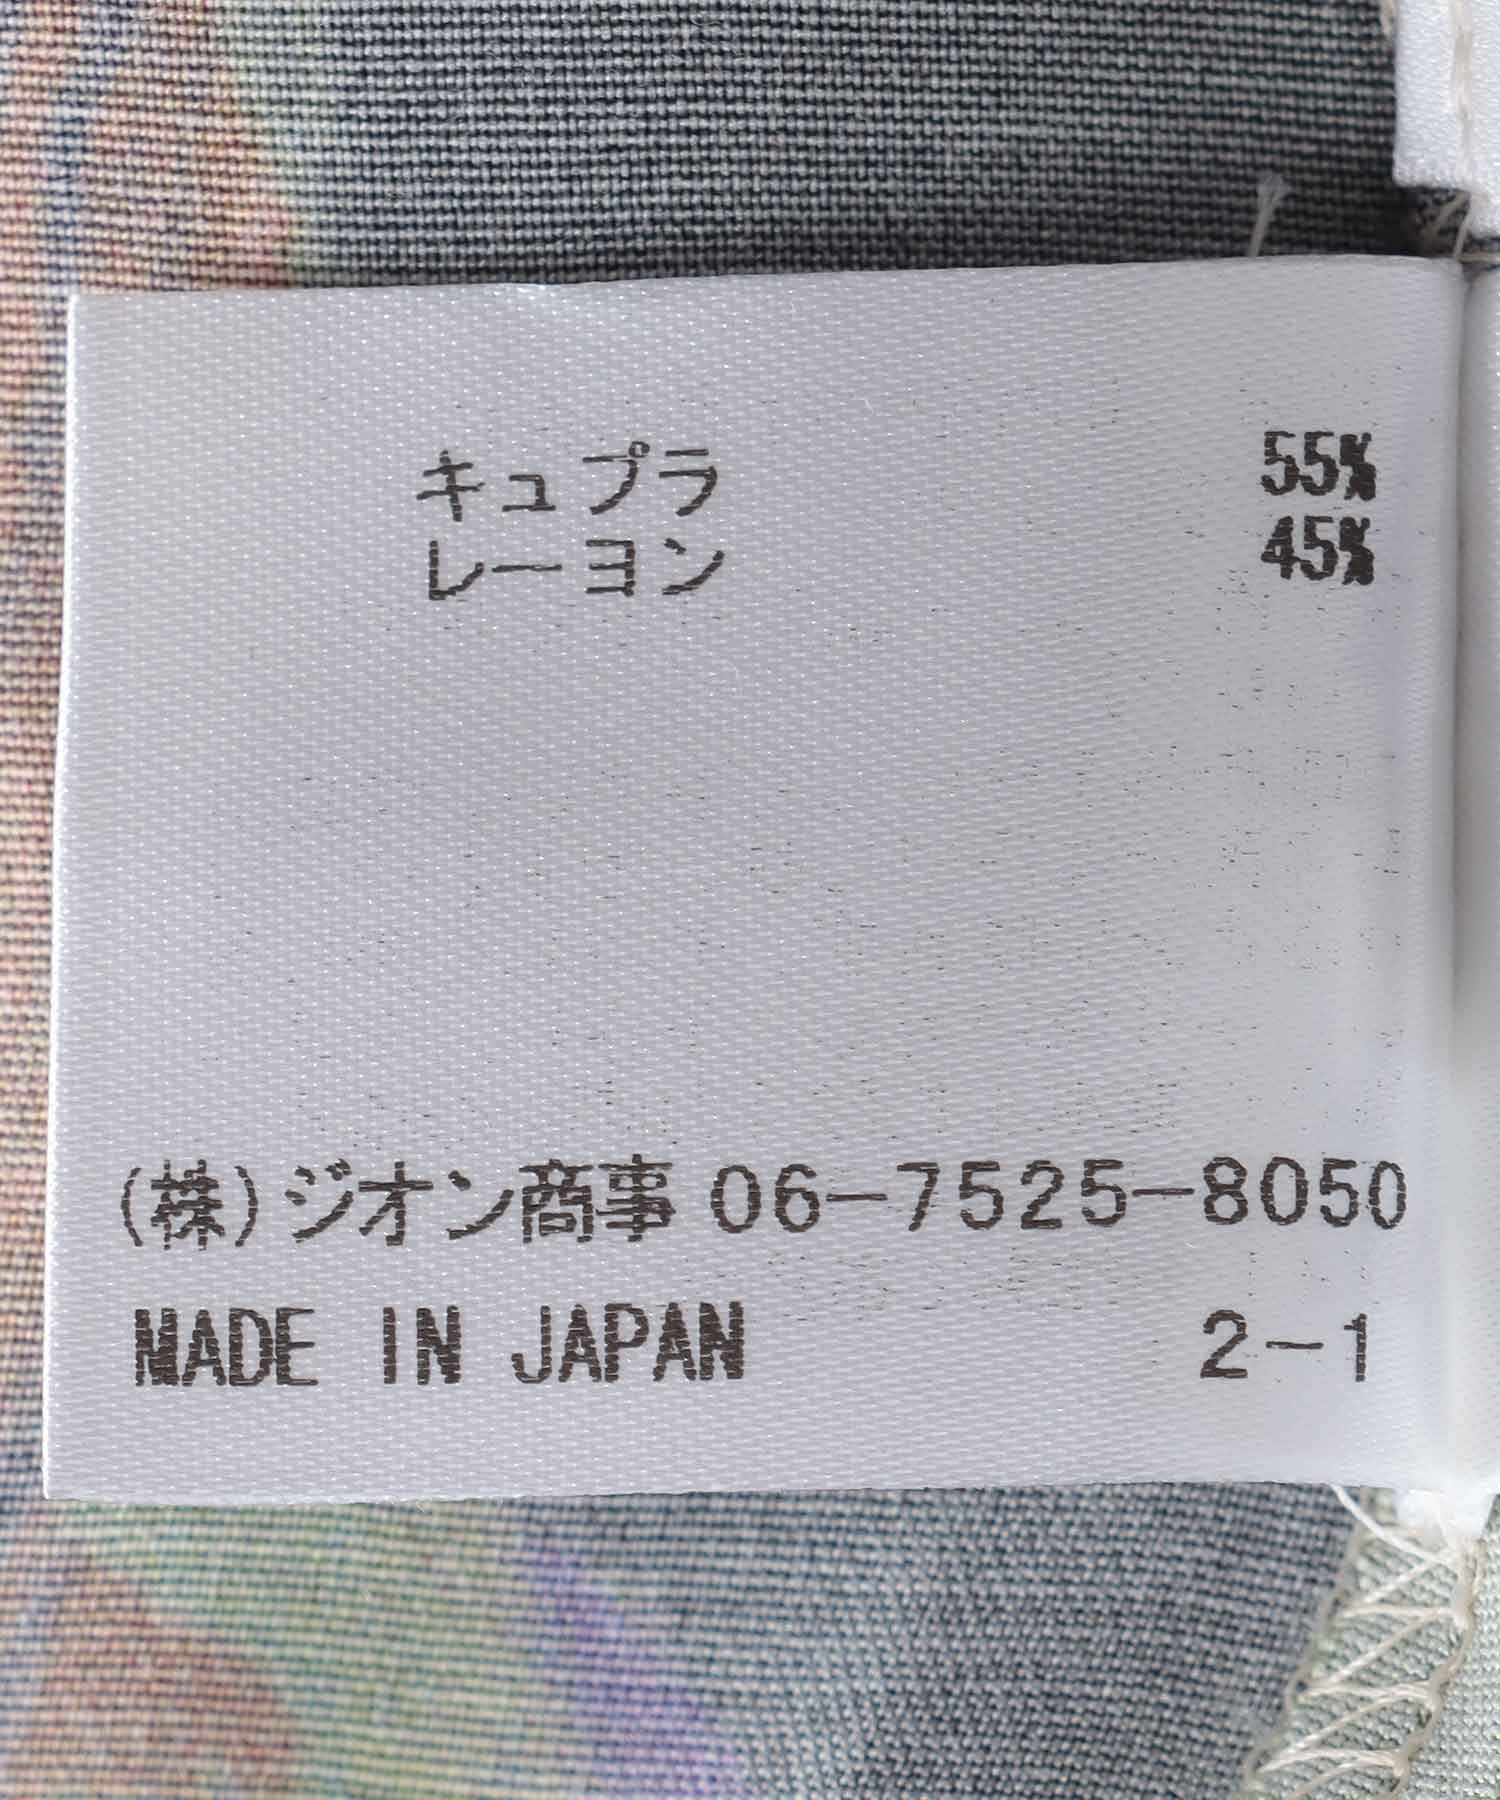 キュプラ 55%
レーヨン 45%
(株)ジオン商事 06-7525-8050
MADE IN JAPAN 2-1